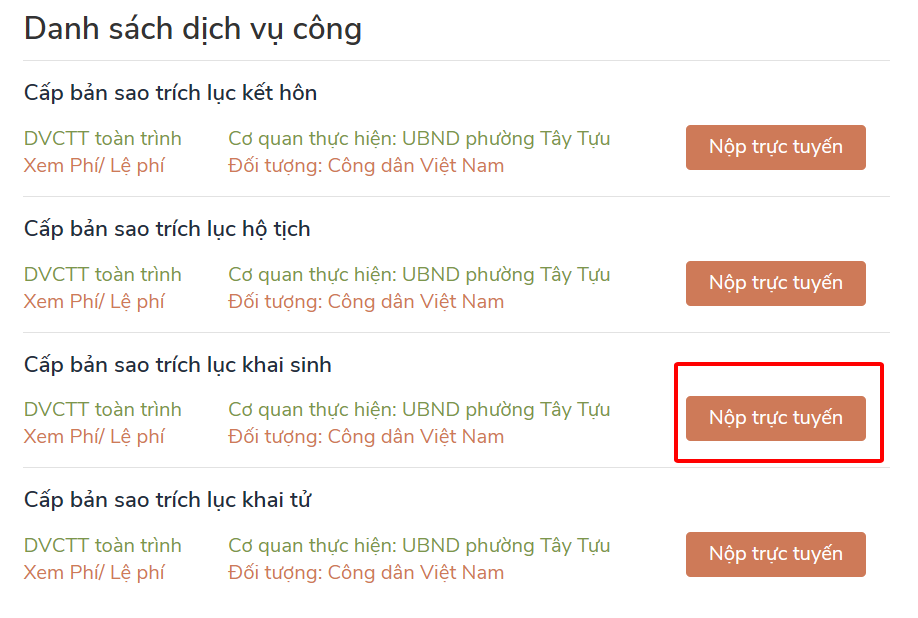 Danh sách dịch vụ công
Cấp bản sao trích lục kết hôn
DVCTT toàn trình
Cơ quan thực hiện: UBND phường Tây Tựu
Xem Phí/ Lệ phí
Đối tượng: Công dân Việt Nam
Nộp trực tuyến
Cấp bản sao trích lục hộ tịch
DVCTT toàn trình
Cơ quan thực hiện: UBND phường Tây Tựu
Xem Phí/ Lệ phí
Đối tượng: Công dân Việt Nam
Nộp trực tuyến
Cấp bản sao trích lục khai sinh
DVCTT toàn trình
Cơ quan thực hiện: UBND phường Tây Tựu
Xem Phí/ Lệ phí
Đối tượng: Công dân Việt Nam
Nộp trực tuyến
Cấp bản sao trích lục khai tử
DVCTT toàn trình
Cơ quan thực hiện: UBND phường Tây Tựu
Xem Phí/ Lệ phí
Đối tượng: Công dân Việt Nam
Nộp trực tuyến